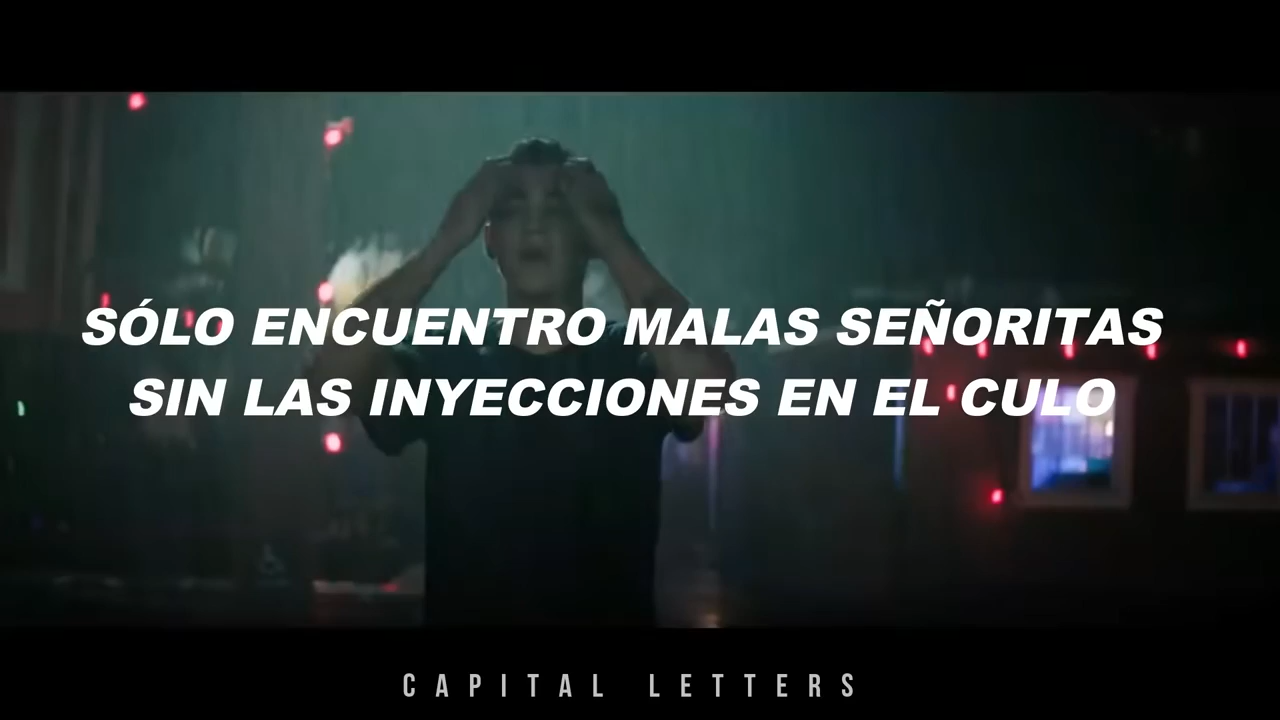 SÓLO ENCUENTRO MALAS SEÑORITAS
SIN LAS INYECCIONES EN EL CULO
CAPITAL LETTERS